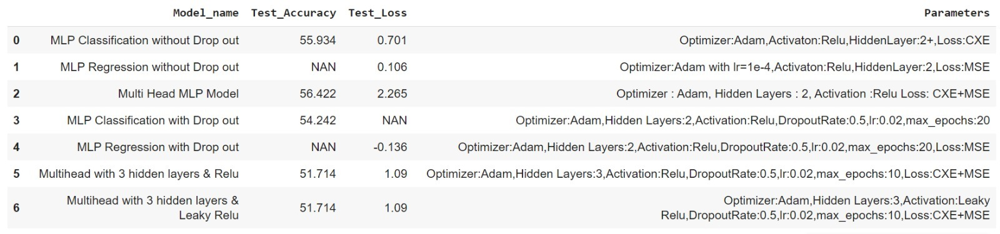 Model_name Test_Accuracy Test_Loss Parameters
0 MLP Classification without Drop out 55.934 0.701 Optimizer:Adam,Activaton:Relu,HiddenLayer:2+,Loss:CXE
1 MLP Regression without Drop out NAN 0.106 Optimizer:Adam with lr=1e-4,Activaton:Relu,HiddenLayer:2,Loss:MSE
2 Multi Head MLP Model 56.422 2.265 Optimizer : Adam, Hidden Layers : 2, Activation :Relu Loss: CXE+MSE
3 MLP Classification with Drop out 54.242 NAN Optimizer:Adam,Hidden Layers:2,Activation:Relu,DropoutRate:0.5,lr:0.02,max_epochs:20
4 MLP Regression with Drop out NAN -0.136 Optimizer:Adam,Hidden Layers:2,Activation:Relu,DropoutRate:0.5,lr:0.02,max_epochs:20,Loss:MSE
5 Multihead with 3 hidden layers & Relu 51.714 1.09 Optimizer:Adam,Hidden Layers:3,Activation:Relu,DropoutRate:0.5,lr:0.02,max_epochs:10,Loss:CXE+MSE
6 Multihead with 3 hidden layers &
Leaky Relu 51.714 1.09 Optimizer:Adam,Hidden Layers:3,Activation:Leaky
Relu,DropoutRate:0.5,lr:0.02,max_epochs:10,Loss:CXE+MSE